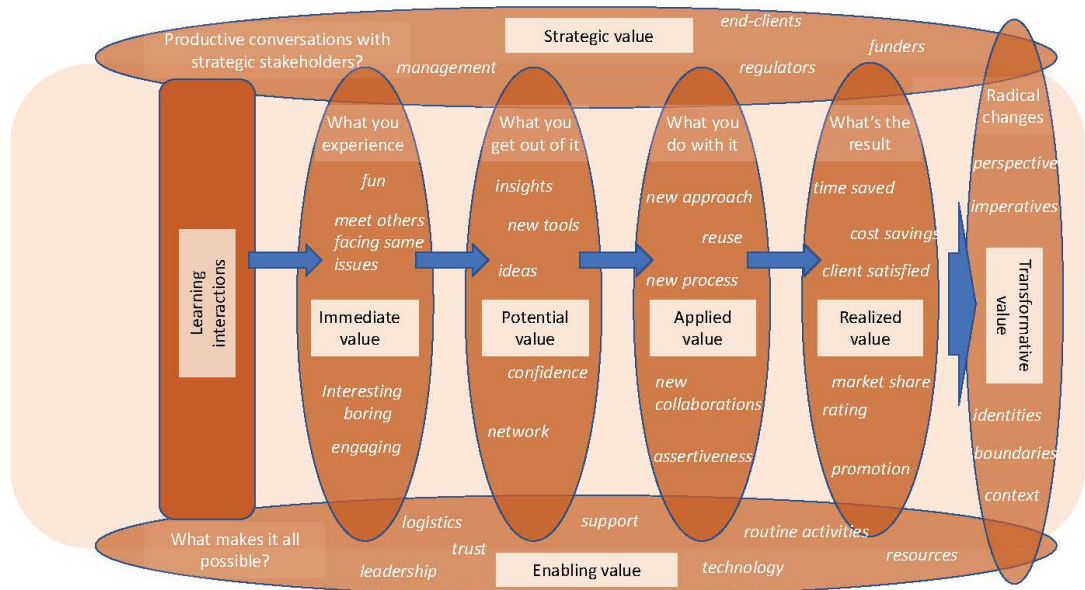 end-clients
Productive conversations with
strategic stakeholders?
Strategic value
funders
management
regulators
Learning
interactions
What you
experience
fun
meet others
facing same
issues
Immediate
value
Interesting
boring
engaging
What you
get out of it
insights
new tools
ideas
Potential
value
confidence
network
What you
do with it
new approach
reuse
new process
Applied
value
new
collaborations
assertiveness
What's the
result
time saved
cost savings
client satisfied
Realized
value
market share
rating
promotion
Radical
changes
perspective
imperatives
Transformative
value
identities
boundaries
context
What makes it all
possible?
logistics
support
routine activities
trust
resources
leadership
Enabling value
technology